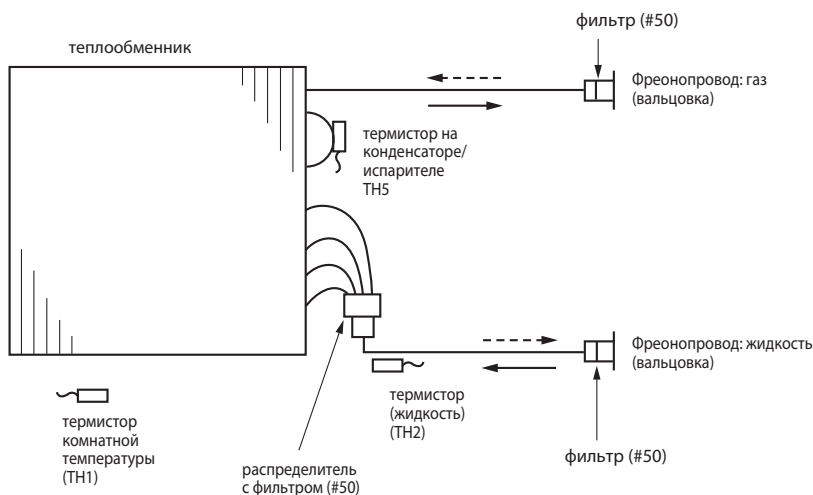 фильтр (#50)
теплообменник
Фреонопровод: газ
(вальцовка)
термистор на
конденсаторе/
испарителе
TH5
Фреонопровод: жидкость
(вальцовка)
термистор
(жидкость)
(TH2)
термистор
комнатной
температуры
(TH1)
распределитель
с фильтром (#50)
фильтр (#50)